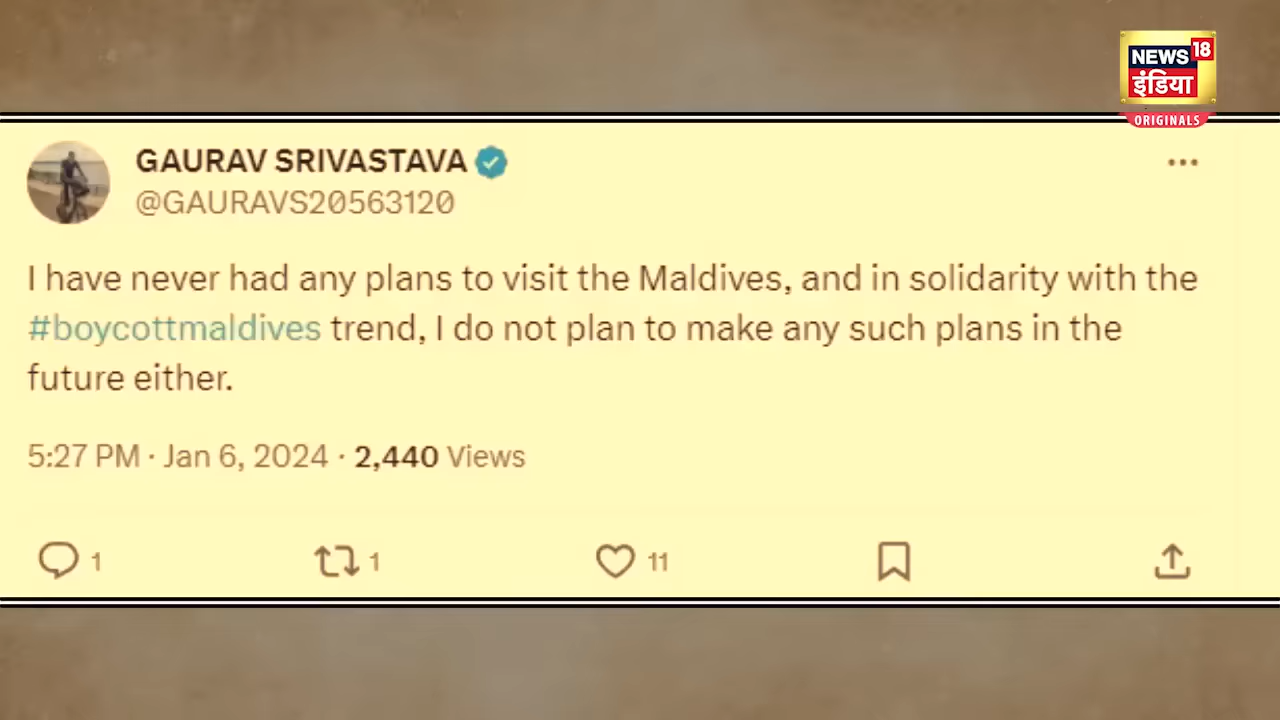 NEWS 18
इंडिया
ORIGINALS
GAURAV SRIVASTAVA
@GAURAVS20563120
I have never had any plans to visit the Maldives, and in solidarity with the
#boycottmaldives trend, I do not plan to make any such plans in the
future either.
5:27 PM · Jan 6, 2024 · 2,440 Views
1 1 11